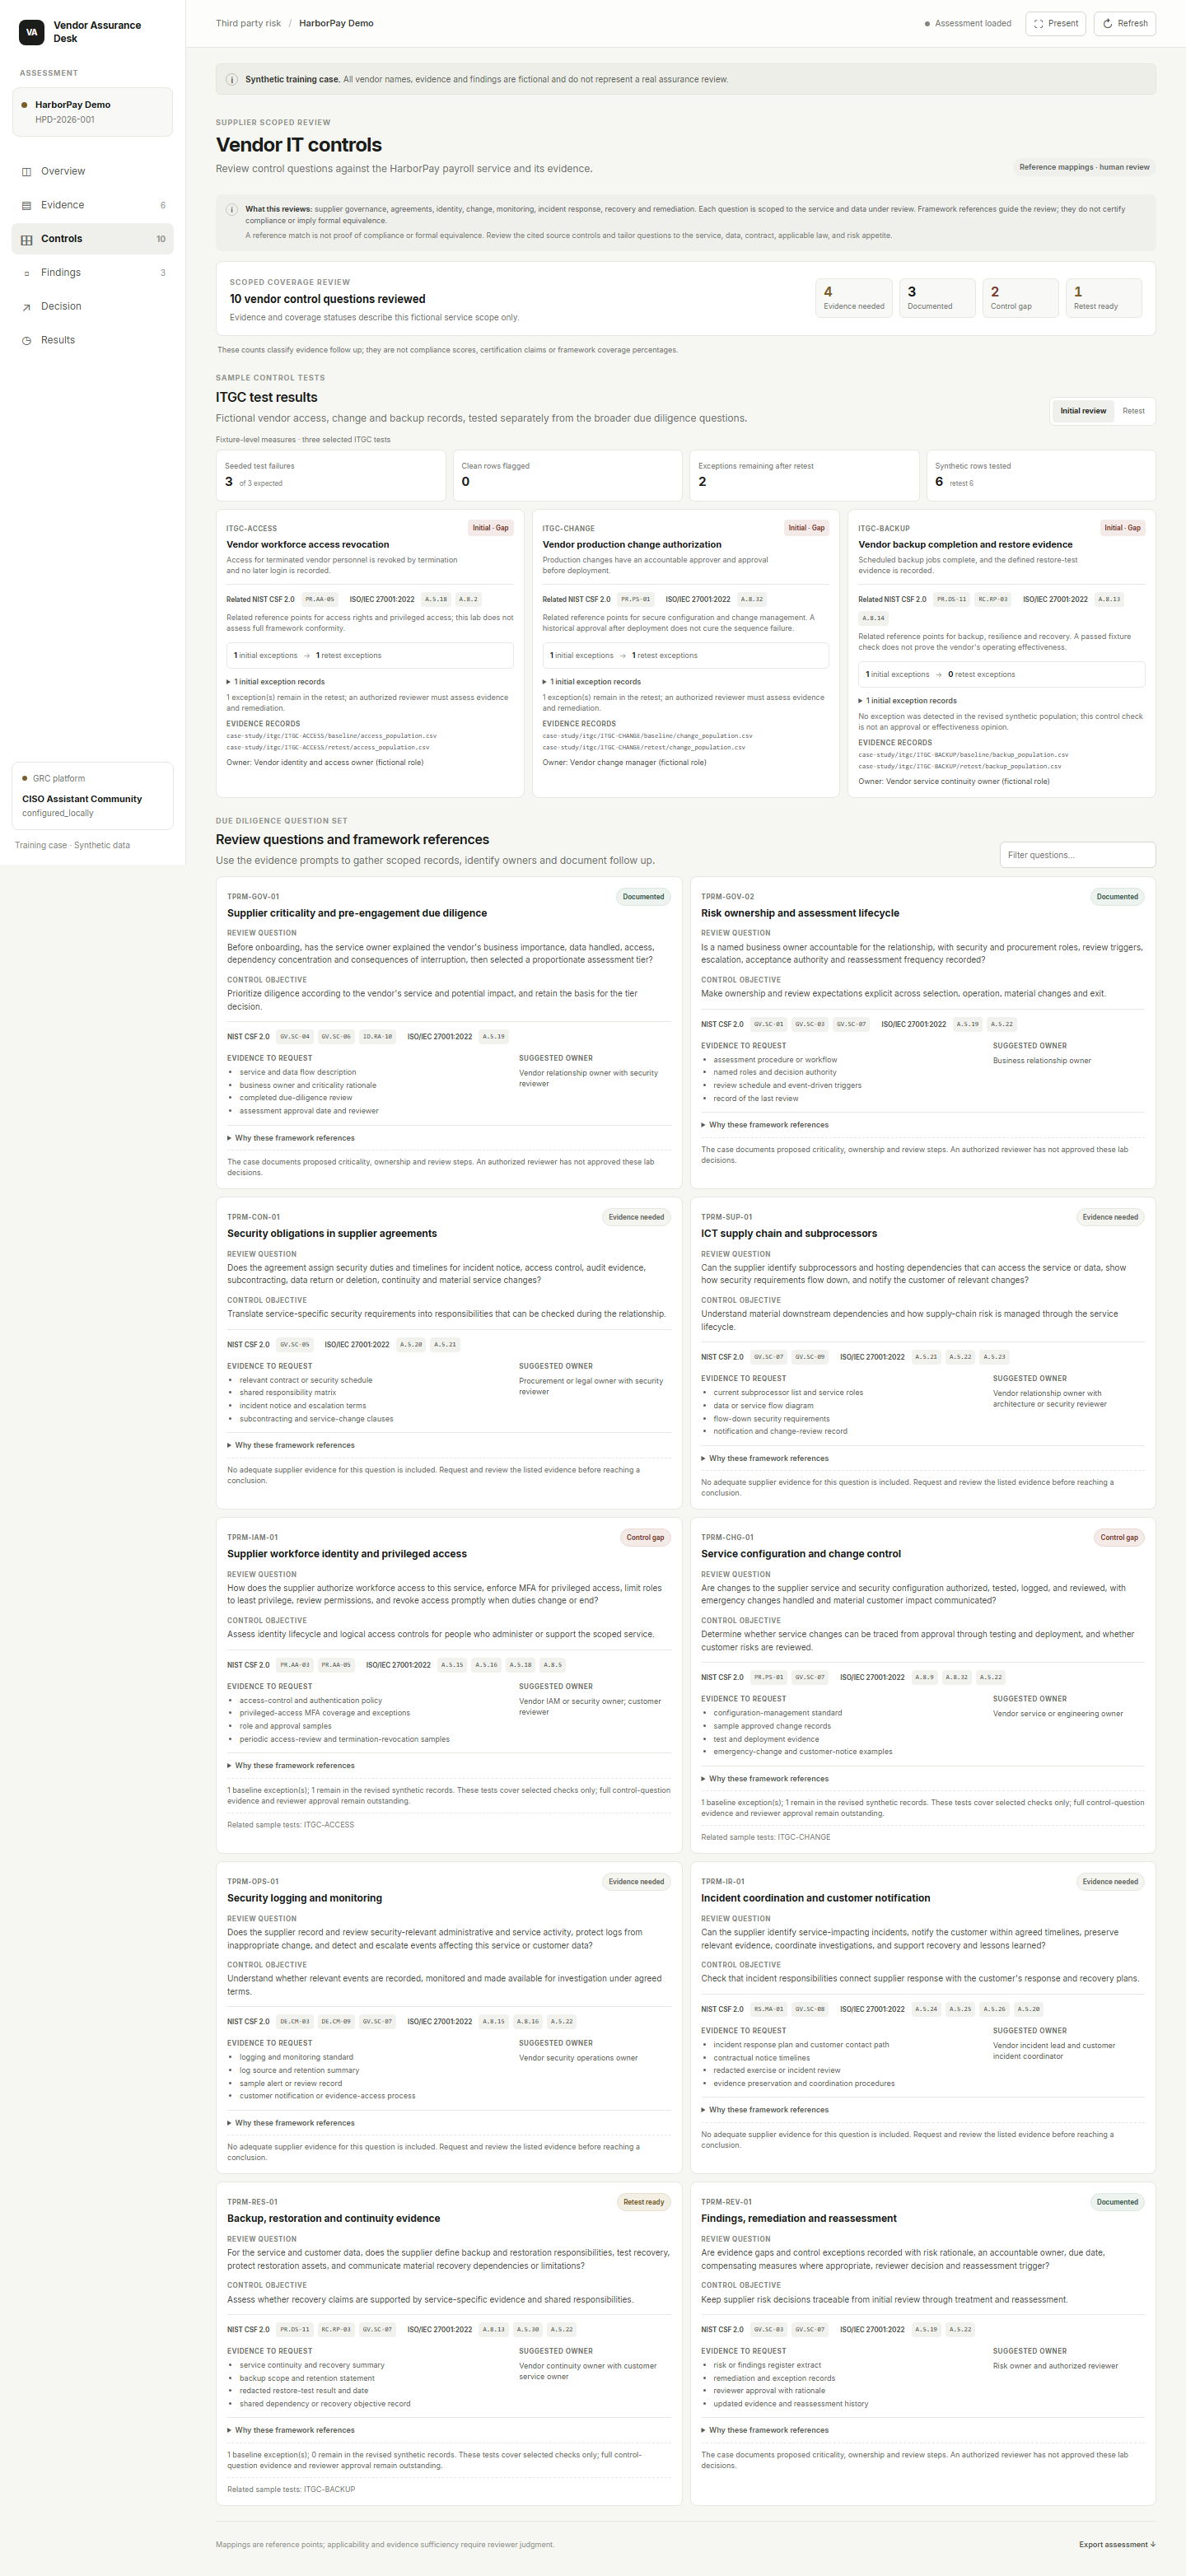 VA
Vendor Assurance
Desk
ASSESSMENT
HarborPay Demo
HPD-2026-001
Overview
Evidence 6
Controls 10
Findings 3
Decision
Results
GRC platform
CISO Assistant Community
configured_locally
Training case · Synthetic data
Third party risk / HarborPay Demo
Assessment loaded
Present
Refresh
Synthetic training case. All vendor names, evidence and findings are fictional and do not represent a real assurance review.
SUPPLIER SCOPED REVIEW
Vendor IT controls
Review control questions against the HarborPay payroll service and its evidence.
Reference mappings · human review
What this reviews: supplier governance, agreements, identity, change, monitoring, incident response, recovery and remediation. Each question is scoped to the service and data under review. Framework references guide the review; they do not certify
compliance or imply formal equivalence.
A reference match is not proof of compliance or formal equivalence. Review the cited source controls and tailor questions to the service, data, contract, applicable law, and risk appetite.
SCOPED COVERAGE REVIEW
10 vendor control questions reviewed
Evidence and coverage statuses describe this fictional service scope only.
4
Evidence needed
3
Documented
2
Control gap
1
Retest ready
These counts classify evidence follow up; they are not compliance scores, certification claims or framework coverage percentages.
SAMPLE CONTROL TESTS
ITGC test results
Fictional vendor access, change and backup records, tested separately from the broader due diligence questions.
Initial review Retest
Fixture-level measures · three selected ITGC tests
Seeded test failures
3 of 3 expected
Clean rows flagged
0
Exceptions remaining after retest
2
Synthetic rows tested
6 retest 6
ITGC-ACCESS Initial · Gap
Vendor workforce access revocation
Access for terminated vendor personnel is revoked by termination
and no later login is recorded.
Related NIST CSF 2.0 PR.AA-05 ISO/IEC 27001:2022 A.5.18 A.8.2
Related reference points for access rights and privileged access; this lab does not
assess full framework conformity.
1 initial exceptions → 1 retest exceptions
▶ 1 initial exception records
1 exception(s) remain in the retest; an authorized reviewer must assess evidence
and remediation.
EVIDENCE RECORDS
case-study/itgc/ITGC-ACCESS/baseline/access_population.csv
case-study/itgc/ITGC-ACCESS/retest/access_population.csv
Owner: Vendor identity and access owner (fictional role)
ITGC-CHANGE Initial · Gap
Vendor production change authorization
Production changes have an accountable approver and approval
before deployment.
Related NIST CSF 2.0 PR.PS-01 ISO/IEC 27001:2022 A.8.32
Related reference points for secure configuration and change management. A
historical approval after deployment does not cure the sequence failure.
1 initial exceptions → 1 retest exceptions
▶ 1 initial exception records
1 exception(s) remain in the retest; an authorized reviewer must assess evidence
and remediation.
EVIDENCE RECORDS
case-study/itgc/ITGC-CHANGE/baseline/change_population.csv
case-study/itgc/ITGC-CHANGE/retest/change_population.csv
Owner: Vendor change manager (fictional role)
ITGC-BACKUP Initial · Gap
Vendor backup completion and restore evidence
Scheduled backup jobs complete, and the defined restore-test
evidence is recorded.
Related NIST CSF 2.0 PR.DS-11 RC.RP-03 ISO/IEC 27001:2022 A.8.13
A.8.14
Related reference points for backup, resilience and recovery. A passed fixture
check does not prove the vendor's operating effectiveness.
1 initial exceptions → 0 retest exceptions
▶ 1 initial exception records
No exception was detected in the revised synthetic population; this control check
is not an approval or effectiveness opinion.
EVIDENCE RECORDS
case-study/itgc/ITGC-BACKUP/baseline/backup_population.csv
case-study/itgc/ITGC-BACKUP/retest/backup_population.csv
Owner: Vendor service continuity owner (fictional role)
DUE DILIGENCE QUESTION SET
Review questions and framework references
Use the evidence prompts to gather scoped records, identify owners and document follow up.
Filter questions...
TPRM-GOV-01 Documented
Supplier criticality and pre-engagement due diligence
REVIEW QUESTION
Before onboarding, has the service owner explained the vendor's business importance, data handled, access,
dependency concentration and consequences of interruption, then selected a proportionate assessment tier?
CONTROL OBJECTIVE
Prioritize diligence according to the vendor's service and potential impact, and retain the basis for the tier
decision.
NIST CSF 2.0 GV.SC-04 GV.SC-06 ID.RA-10 ISO/IEC 27001:2022 A.5.19
EVIDENCE TO REQUEST
• service and data flow description
• business owner and criticality rationale
• completed due-diligence review
• assessment approval date and reviewer
SUGGESTED OWNER
Vendor relationship owner with security
reviewer
▶ Why these framework references
The case documents proposed criticality, ownership and review steps. An authorized reviewer has not approved these lab
decisions.
TPRM-GOV-02 Documented
Risk ownership and assessment lifecycle
REVIEW QUESTION
Is a named business owner accountable for the relationship, with security and procurement roles, review triggers,
escalation, acceptance authority and reassessment frequency recorded?
CONTROL OBJECTIVE
Make ownership and review expectations explicit across selection, operation, material changes and exit.
NIST CSF 2.0 GV.SC-01 GV.SC-03 GV.SC-07 ISO/IEC 27001:2022 A.5.19 A.5.22
EVIDENCE TO REQUEST
• assessment procedure or workflow
• named roles and decision authority
• review schedule and event-driven triggers
• record of the last review
SUGGESTED OWNER
Business relationship owner
▶ Why these framework references
The case documents proposed criticality, ownership and review steps. An authorized reviewer has not approved these lab
decisions.
TPRM-CON-01 Evidence needed
Security obligations in supplier agreements
REVIEW QUESTION
Does the agreement assign security duties and timelines for incident notice, access control, audit evidence,
subcontracting, data return or deletion, continuity and material service changes?
CONTROL OBJECTIVE
Translate service-specific security requirements into responsibilities that can be checked during the relationship.
NIST CSF 2.0 GV.SC-05 ISO/IEC 27001:2022 A.5.20 A.5.21
EVIDENCE TO REQUEST
• relevant contract or security schedule
• shared responsibility matrix
• incident notice and escalation terms
• subcontracting and service-change clauses
SUGGESTED OWNER
Procurement or legal owner with security
reviewer
▶ Why these framework references
No adequate supplier evidence for this question is included. Request and review the listed evidence before reaching a
conclusion.
TPRM-SUP-01 Evidence needed
ICT supply chain and subprocessors
REVIEW QUESTION
Can the supplier identify subprocessors and hosting dependencies that can access the service or data, show
how security requirements flow down, and notify the customer of relevant changes?
CONTROL OBJECTIVE
Understand material downstream dependencies and how supply-chain risk is managed through the service
lifecycle.
NIST CSF 2.0 GV.SC-07 GV.SC-09 ISO/IEC 27001:2022 A.5.21 A.5.22 A.5.23
EVIDENCE TO REQUEST
• current subprocessor list and service roles
• data or service flow diagram
• flow-down security requirements
• notification and change-review record
SUGGESTED OWNER
Vendor relationship owner with
architecture or security reviewer
▶ Why these framework references
No adequate supplier evidence for this question is included. Request and review the listed evidence before reaching a
conclusion.
TPRM-IAM-01 Control gap
Supplier workforce identity and privileged access
REVIEW QUESTION
How does the supplier authorize workforce access to this service, enforce MFA for privileged access, limit roles
to least privilege, review permissions, and revoke access promptly when duties change or end?
CONTROL OBJECTIVE
Assess identity lifecycle and logical access controls for people who administer or support the scoped service.
NIST CSF 2.0 PR.AA-03 PR.AA-05 ISO/IEC 27001:2022 A.5.15 A.5.16 A.5.18 A.8.5
EVIDENCE TO REQUEST
• access-control and authentication policy
• privileged-access MFA coverage and exceptions
• role and approval samples
• periodic access-review and termination-revocation samples
SUGGESTED OWNER
Vendor IAM or security owner; customer
reviewer
▶ Why these framework references
1 baseline exception(s); 1 remain in the revised synthetic records. These tests cover selected checks only; full control-question
evidence and reviewer approval remain outstanding.
Related sample tests: ITGC-ACCESS
TPRM-CHG-01 Control gap
Service configuration and change control
REVIEW QUESTION
Are changes to the supplier service and security configuration authorized, tested, logged, and reviewed, with
emergency changes handled and material customer impact communicated?
CONTROL OBJECTIVE
Determine whether service changes can be traced from approval through testing and deployment, and whether
customer risks are reviewed.
NIST CSF 2.0 PR.PS-01 GV.SC-07 ISO/IEC 27001:2022 A.8.9 A.8.32 A.5.22
EVIDENCE TO REQUEST
• configuration-management standard
• sample approved change records
• test and deployment evidence
• emergency-change and customer-notice examples
SUGGESTED OWNER
Vendor service or engineering owner
▶ Why these framework references
1 baseline exception(s); 1 remain in the revised synthetic records. These tests cover selected checks only; full control-question
evidence and reviewer approval remain outstanding.
Related sample tests: ITGC-CHANGE
TPRM-OPS-01 Evidence needed
Security logging and monitoring
REVIEW QUESTION
Does the supplier record and review security-relevant administrative and service activity, protect logs from
inappropriate change, and detect and escalate events affecting this service or customer data?
CONTROL OBJECTIVE
Understand whether relevant events are recorded, monitored and made available for investigation under agreed
terms.
NIST CSF 2.0 DE.CM-03 DE.CM-09 GV.SC-07 ISO/IEC 27001:2022 A.8.15 A.8.16 A.5.22
EVIDENCE TO REQUEST
• logging and monitoring standard
• log source and retention summary
• sample alert or review record
• customer notification or evidence-access process
SUGGESTED OWNER
Vendor security operations owner
▶ Why these framework references
No adequate supplier evidence for this question is included. Request and review the listed evidence before reaching a
conclusion.
TPRM-IR-01 Evidence needed
Incident coordination and customer notification
REVIEW QUESTION
Can the supplier identify service-impacting incidents, notify the customer within agreed timelines, preserve
relevant evidence, coordinate investigations, and support recovery and lessons learned?
CONTROL OBJECTIVE
Check that incident responsibilities connect supplier response with the customer's response and recovery plans.
NIST CSF 2.0 RS.MA-01 GV.SC-08 ISO/IEC 27001:2022 A.5.24 A.5.25 A.5.26 A.5.20
EVIDENCE TO REQUEST
• incident response plan and customer contact path
• contractual notice timelines
• redacted exercise or incident review
• evidence preservation and coordination procedures
SUGGESTED OWNER
Vendor incident lead and customer
incident coordinator
▶ Why these framework references
No adequate supplier evidence for this question is included. Request and review the listed evidence before reaching a
conclusion.
TPRM-RES-01 Retest ready
Backup, restoration and continuity evidence
REVIEW QUESTION
For the service and customer data, does the supplier define backup and restoration responsibilities, test recovery,
protect restoration assets, and communicate material recovery dependencies or limitations?
CONTROL OBJECTIVE
Assess whether recovery claims are supported by service-specific evidence and shared responsibilities.
NIST CSF 2.0 PR.DS-11 RC.RP-03 GV.SC-07 ISO/IEC 27001:2022 A.8.13 A.5.30 A.5.22
EVIDENCE TO REQUEST
• service continuity and recovery summary
• backup scope and retention statement
• redacted restore-test result and date
• shared dependency or recovery objective record
SUGGESTED OWNER
Vendor continuity owner with customer
service owner
▶ Why these framework references
1 baseline exception(s); 0 remain in the revised synthetic records. These tests cover selected checks only; full control-
question evidence and reviewer approval remain outstanding.
Related sample tests: ITGC-BACKUP
TPRM-REV-01 Documented
Findings, remediation and reassessment
REVIEW QUESTION
Are evidence gaps and control exceptions recorded with risk rationale, an accountable owner, due date,
compensating measures where appropriate, reviewer decision and reassessment trigger?
CONTROL OBJECTIVE
Keep supplier risk decisions traceable from initial review through treatment and reassessment.
NIST CSF 2.0 GV.SC-03 GV.SC-07 ISO/IEC 27001:2022 A.5.19 A.5.22
EVIDENCE TO REQUEST
• risk or findings register extract
• remediation and exception records
• reviewer approval with rationale
• updated evidence and reassessment history
SUGGESTED OWNER
Risk owner and authorized reviewer
▶ Why these framework references
The case documents proposed criticality, ownership and review steps. An authorized reviewer has not approved these lab
decisions.
Mappings are reference points; applicability and evidence sufficiency require reviewer judgment.
Export assessment ↓